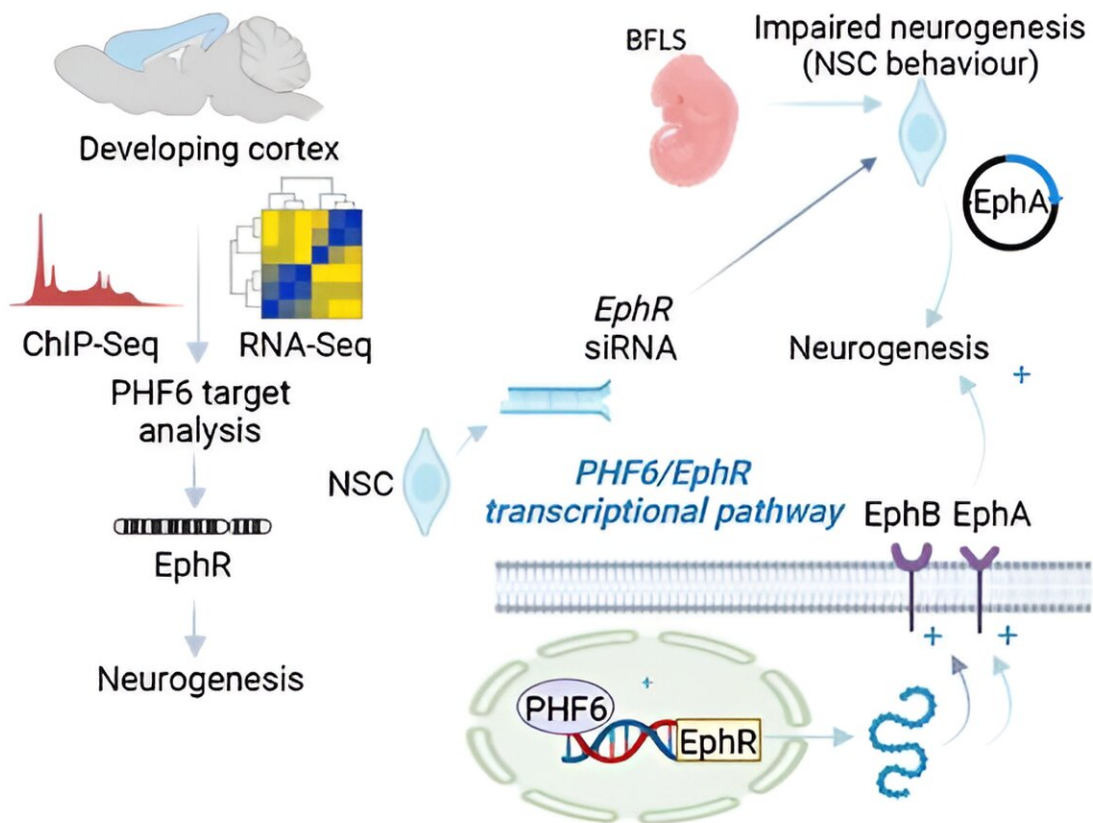 Developing cortex
ChIP-Seq
RNA-Seq
PHF6 target
analysis
EphR
Neurogenesis
BFLS
Impaired neurogenesis
(NSC behaviour)
EphA
EphR
siRNA
Neurogenesis
+
NSC
PHF6/EphR
transcriptional pathway
EphB EphA
+ +
+
PHF6
EphR